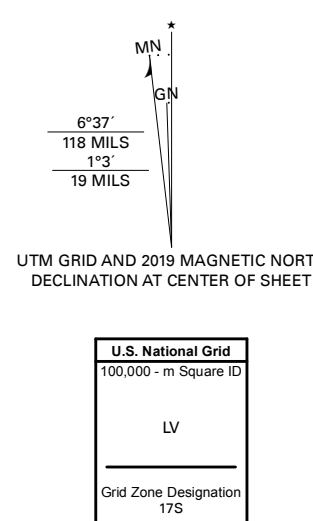 MN
GN
6°37´
118 MILS
1°3´
19 MILS
UTM GRID AND 2019 MAGNETIC NORT
DECLINATION AT CENTER OF SHEET
U.S. National Grid
100,000 - m Square ID
LV
Grid Zone Designation
17S